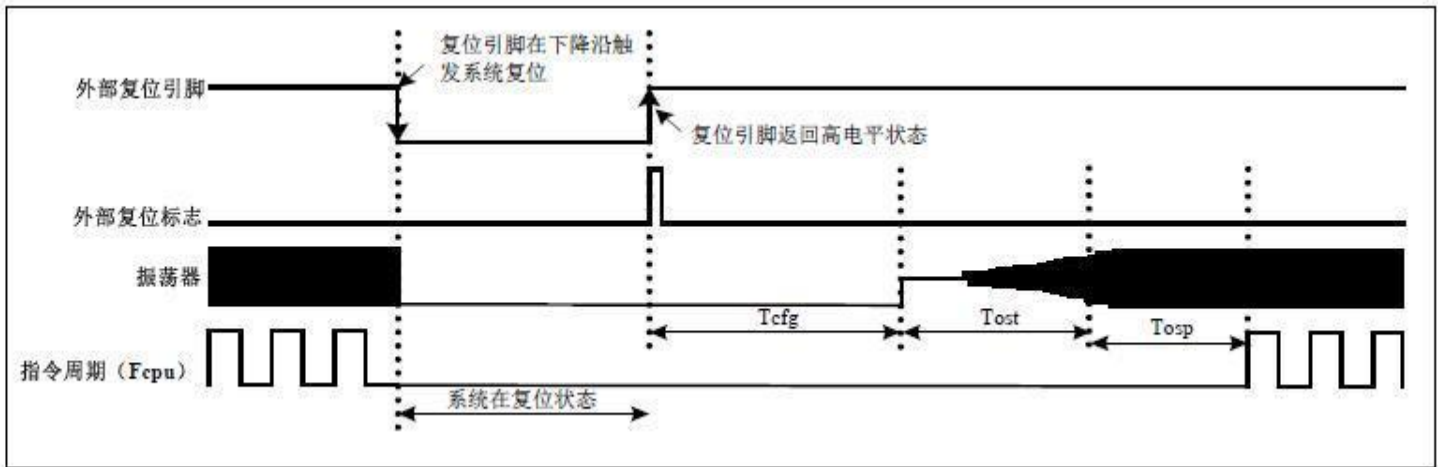 复位引脚在下降沿触
发系统复位
外部复位引脚
复位引脚返回高电平状态
外部复位标志
振荡器
Tcfg
Tost
Tosp
指令周期（Fcpu）
系统在复位状态